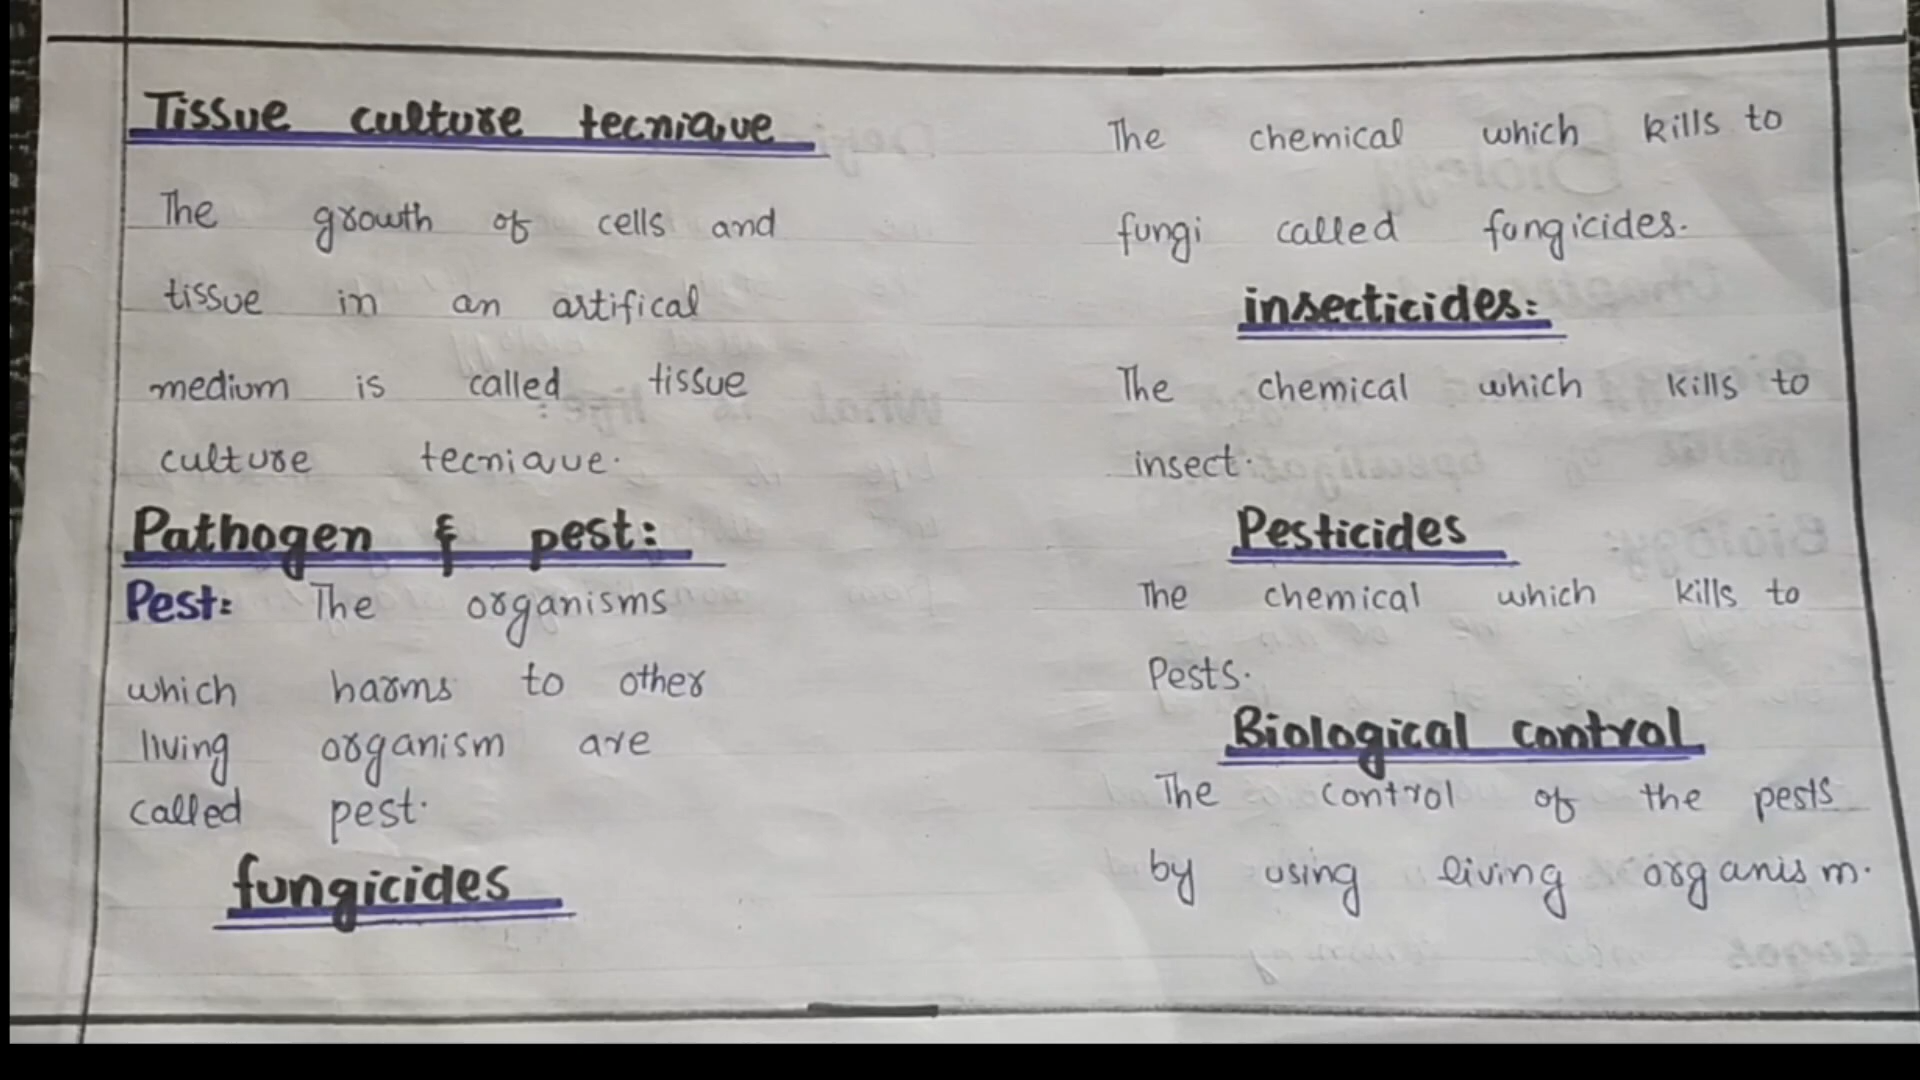 Tissue culture tecniqve
The growth of cells and
tissue in an artifical
medium is called tissue
culture tecniqve.
Pathogen & pest:
Pest: The organisms
which harms to other
living organism are
called pest.
fungicides
The chemical which kills to
fungi called fungicides.
insecticides:
The chemical which kills to
insect.
Pesticides
The chemical which kills to
Pests.
Biological control
The control of the pests
by using living organism.